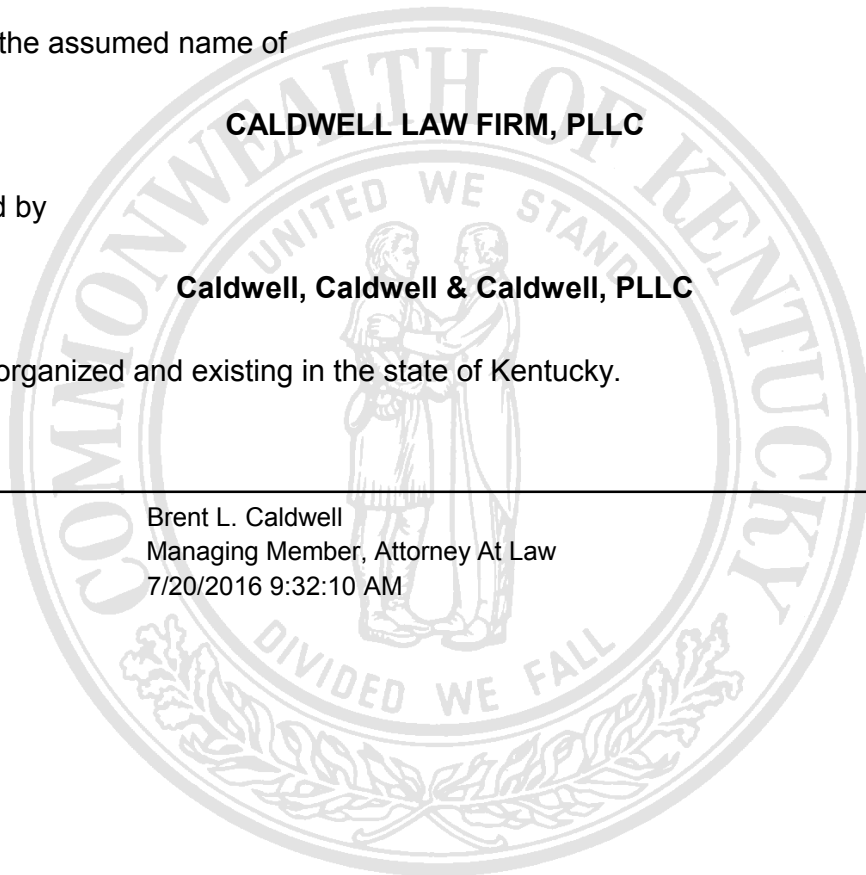 the assumed name of
CALDWELL LAW FIRM, PLLC
d by
Caldwell, Caldwell & Caldwell, PLLC
organized and existing in the state of Kentucky.
Brent L. Caldwell
Managing Member, Attorney At Law
7/20/2016 9:32:10 AM
COMMONWEALTH OF KENTUCKY
UNITED WE STAND
DIVIDED WE FALL